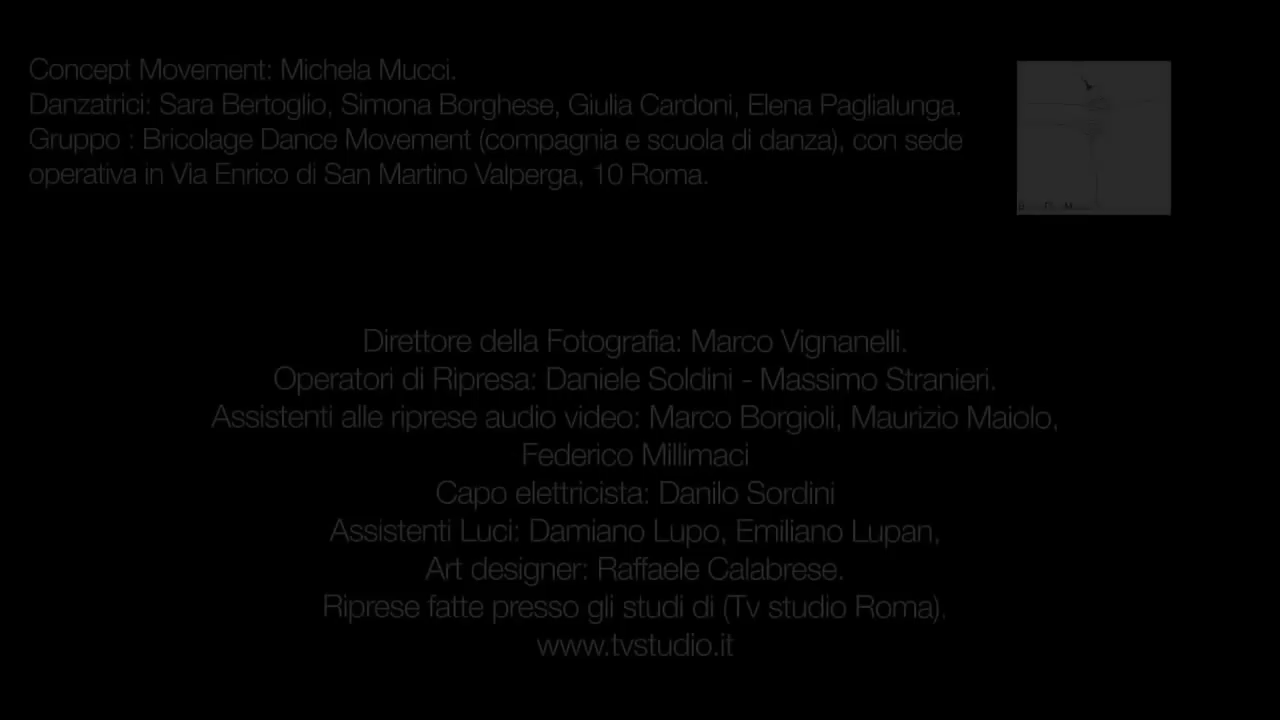 Concept Movement: Michela Mucci.
Danzatrici: Sara Bertoglio, Simona Borghese, Giulia Cardoni, Elena Paglialunga.
Gruppo : Bricolage Dance Movement (compagnia e scuola di danza), con sede
operativa in Via Enrico di San Martino Valperga, 10 Roma.
Direttore della Fotografia: Marco Vignanelli.
Operatori di Ripresa: Daniele Soldini - Massimo Stranieri.
Assistenti alle riprese audio video: Marco Borgioli, Maurizio Maiolo,
Federico Millimaci
Capo elettricista: Danilo Sordini
Assistenti Luci: Damiano Lupo, Emiliano Lupan,
Art designer: Raffaele Calabrese.
Riprese fatte presso gli studi di (Tv studio Roma).
www.tvstudio.it